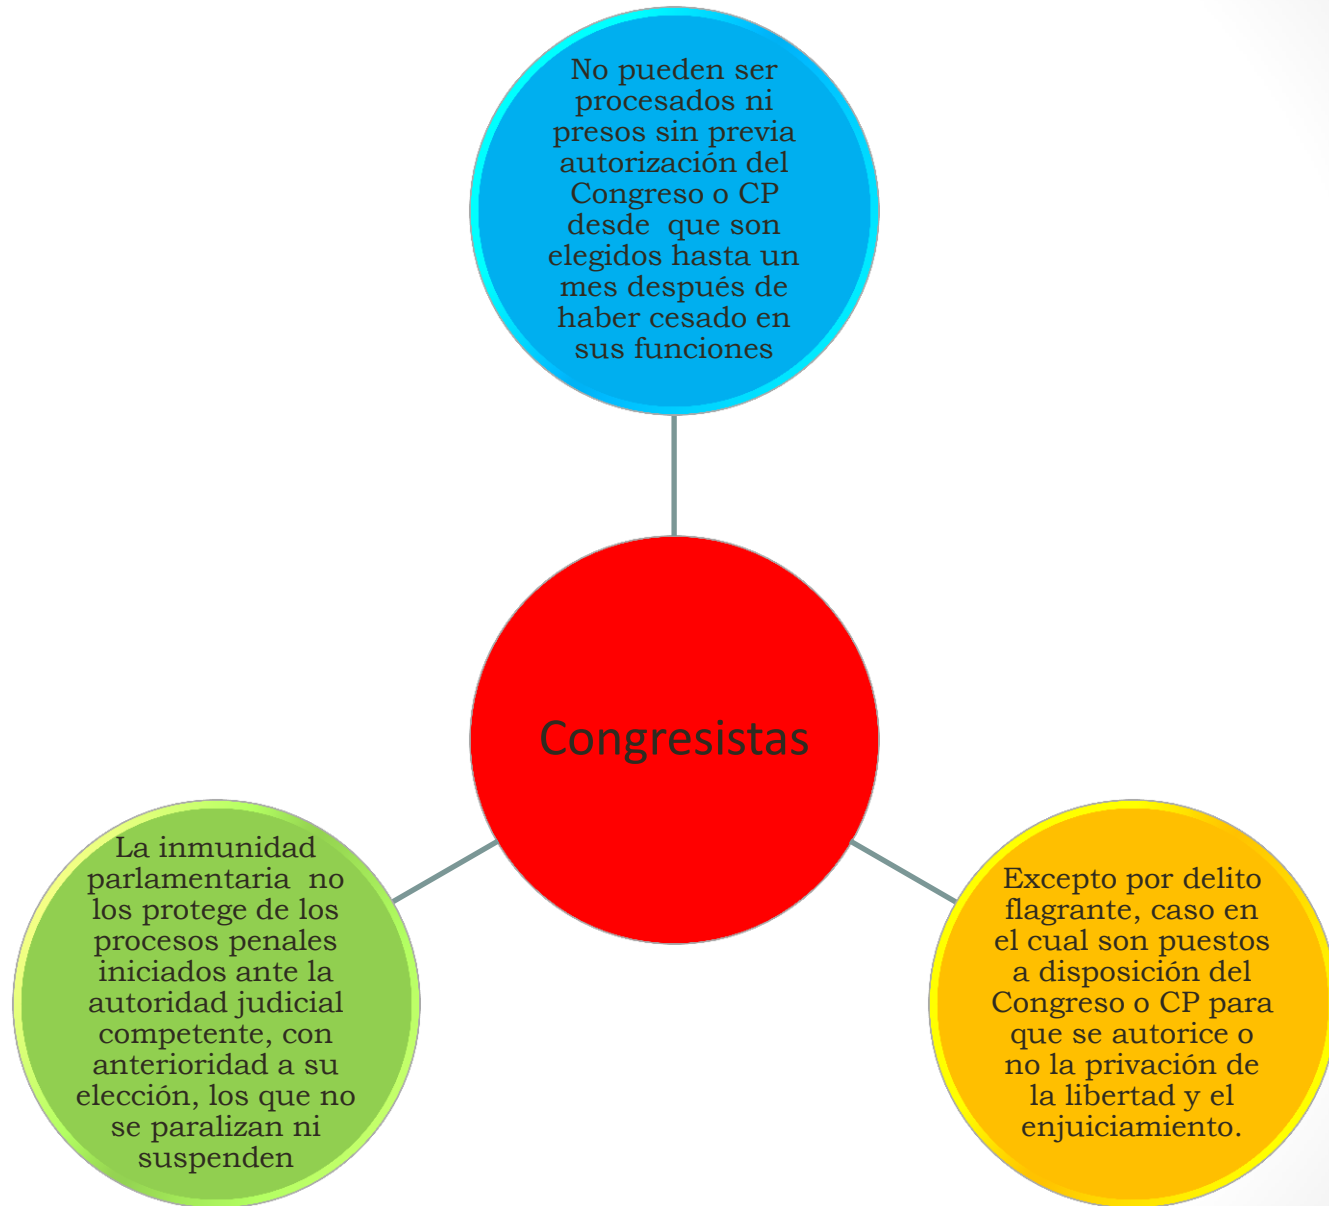 No pueden ser
procesados ni
presos sin previa
autorización del
Congreso o CP
desde  que son
elegidos hasta un
mes después de
haber cesado en
sus funciones
Congresistas
La inmunidad
parlamentaria  no
los protege de los
procesos penales
iniciados ante la
autoridad judicial
competente, con
anterioridad a su
elección, los que no
se paralizan ni
suspenden
Excepto por delito
flagrante, caso en
el cual son puestos
a disposición del
Congreso o CP para
que se autorice o
no la privación de
la libertad y el
enjuiciamiento.